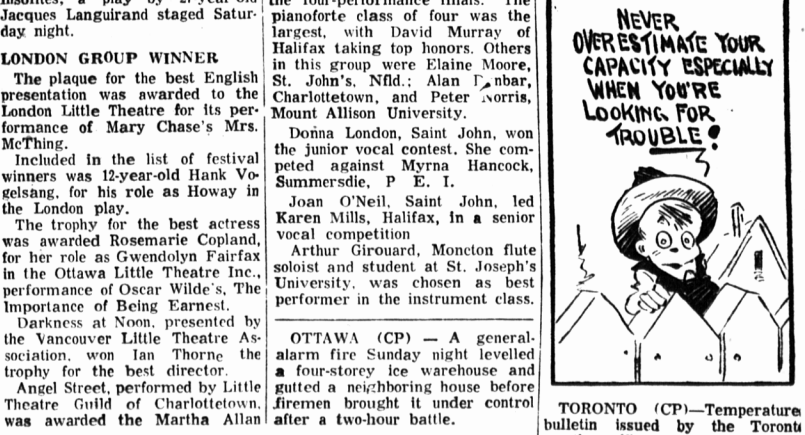 Jacques Languirand staged Satur-
day night.
LONDON GROUP WINNER
The plaque for the best English
presentation was awarded to the
London Little Theatre for its per-
formance of Mary Chase's Mrs.
McThing.
Included in the list of festival
winners was 12-year-old Hank Vo-
gelsang, for his role as Howay in
the London play.
The trophy for the best actress
was awarded Rosemarie Copland,
for her role as Gwendolyn Fairfax
in the Ottawa Little Theatre Inc.,
performance of Oscar Wilde's, The
Importance of Being Earnest.
Darkness at Noon, presented by
the Vancouver Little Theatre As-
sociation, won Ian Thorne the
trophy for the best director.
Angel Street, performed by Little
Theatre Guild of Charlottetown,
was awarded the Martha Allan
the four-performance finals. The
pianoforte class of four was the
largest, with David Murray of
Halifax taking top honors. Others
in this group were Elaine Moore,
St. John's, Nfld.; Alan
Charlottetown, and Peter
Mount Allison University.
Donna London, Saint John, won
the junior vocal contest. She com-
peted against Myrna Hancock,
Summersdie, P E. I.
Joan O'Neil, Saint John, led
Karen Mills, Halifax, in a senior
vocal competition
Arthur Girouard, Moncton flute
soloist and student at St. Joseph's
University, was chosen as best
performer in the instrument class.
OTTAWA (CP) — A general-
alarm fire Sunday night levelled
a four-storey ice warehouse and
gutted a neighboring house before
firemen brought it under control
after a two-hour battle.
NEVER
OVERESTIMATE YOUR
CAPACITY ESPECIALLY
WHEN YOU'RE
LOOKING FOR
TROUBLE!
TORONTO (CP)—Temperature
bulletin issued by the Toront